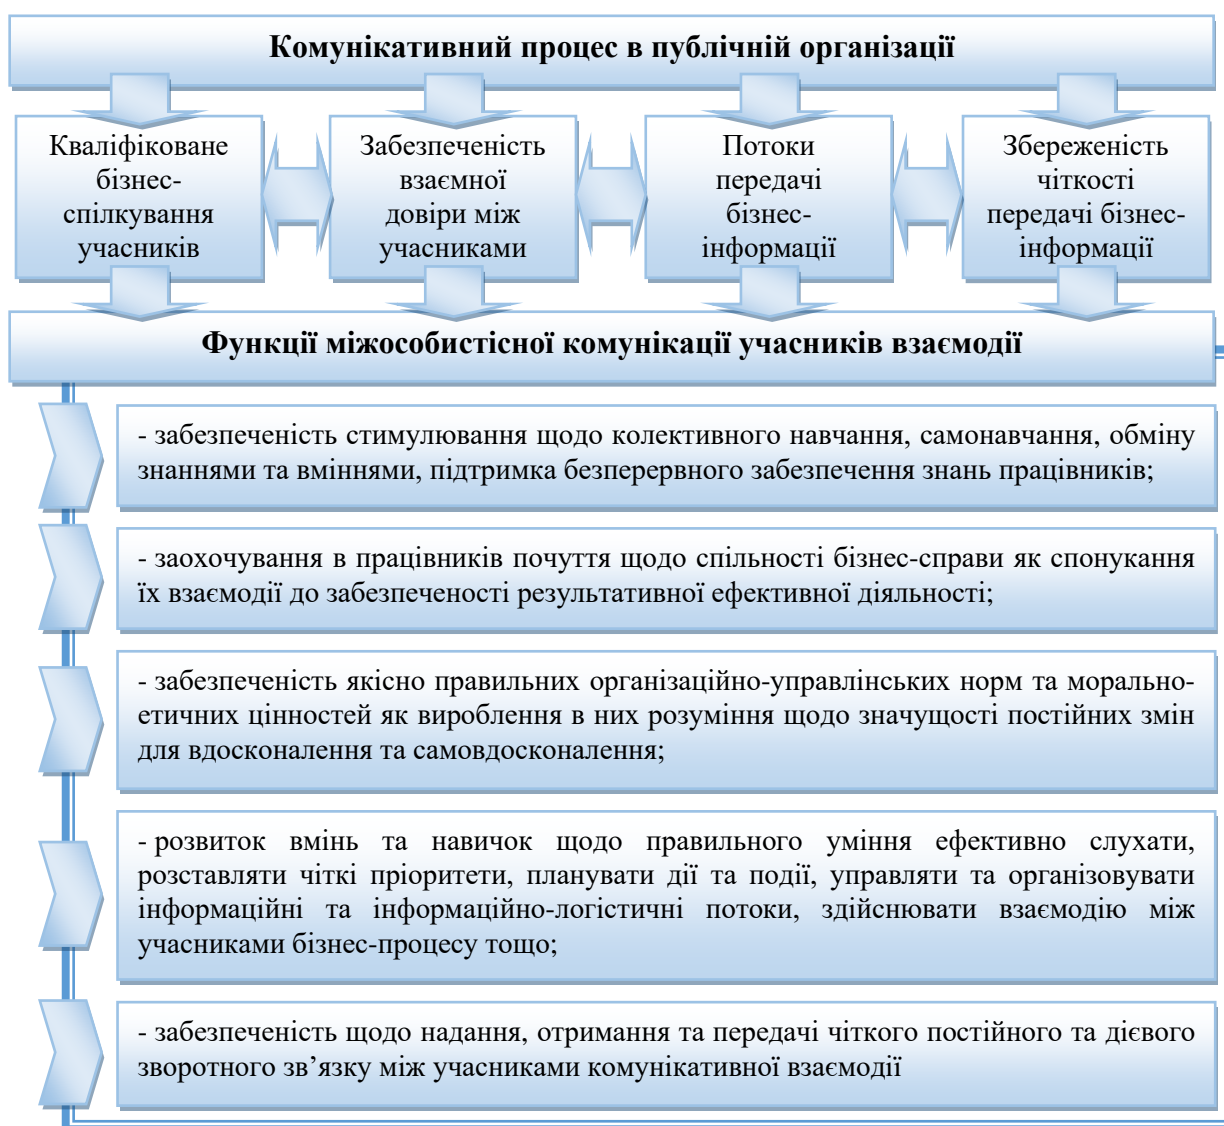 Комунікативний процес в публічній організації
Кваліфіковане
бізнес-
спілкування
учасників
Забезпеченість
взаємної
довіри між
учасниками
Потоки
передачі
бізнес-
інформації
Збереженість
чіткості
передачі бізнес-
інформації
Функції міжособистісної комунікації учасників взаємодії
- забезпеченість стимулювання щодо колективного навчання, самонавчання, обміну
знаннями та вміннями, підтримка безперервного забезпечення знань працівників;
- заохочування в працівників почуття щодо спільності бізнес-справи як спонукання
їх взаємодії до забезпеченості результативної ефективної діяльності;
- забезпеченість якісно правильних організаційно-управлінських норм та морально-
етичних цінностей як вироблення в них розуміння щодо значущості постійних змін
для вдосконалення та самовдосконалення;
- розвиток вмінь та навичок щодо правильного уміння ефективно слухати,
розставляти чіткі пріоритети, планувати дії та події, управляти та організовувати
інформаційні та інформаційно-логістичні потоки, здійснювати взаємодію між
учасниками бізнес-процесу тощо;
- забезпеченість щодо надання, отримання та передачі чіткого постійного та дієвого
зворотного зв’язку між учасниками комунікативної взаємодії